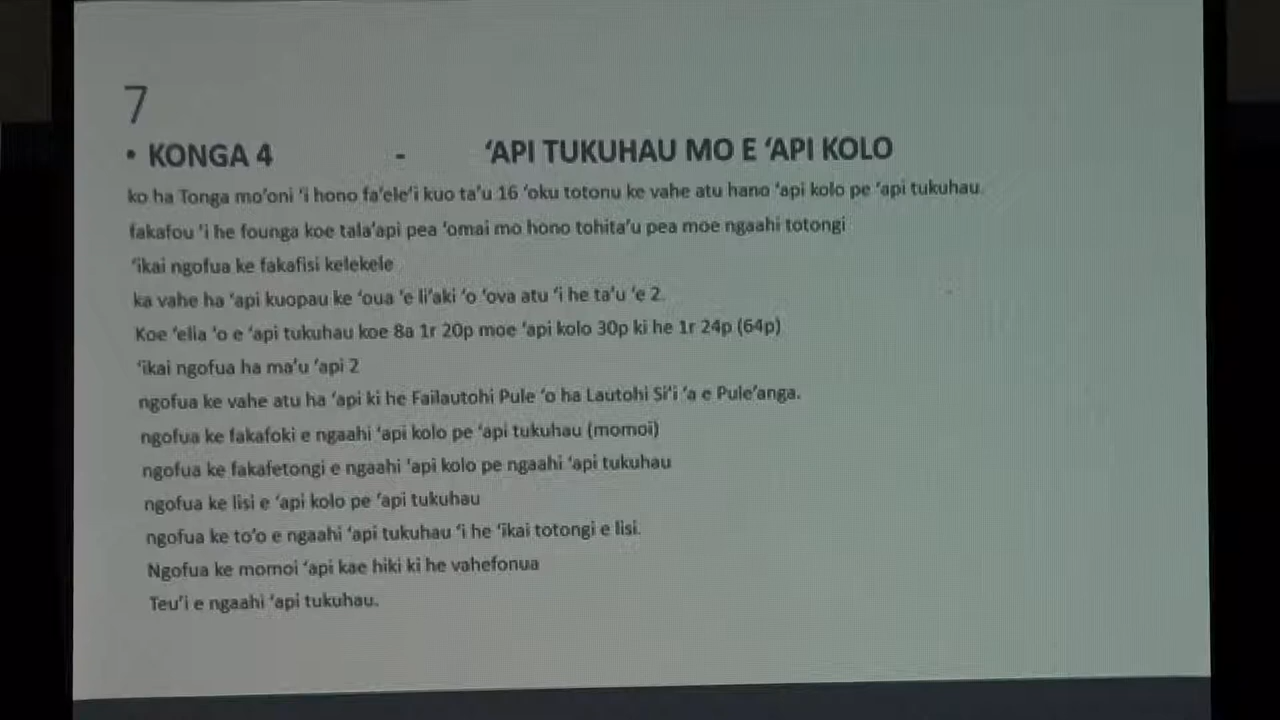 7
• KONGA 4 - ‘API TUKUHAU MO E ‘API KOLO
ko ha Tonga mo’oni ‘i hono fa’ele’i kuo ta’u 16 ‘oku totonu ke vahe atu hano ‘api kolo pe ‘api tukuhau.
fakafou ‘i he founga koe tala’api pea ‘omai mo hono tohita’u pea moe ngaahi totongi
‘ikai ngofua ke fakafisi kelekele
ka vahe ha ‘api kuopau ke ‘oua ‘e li’aki ‘o ‘ova atu ‘i he ta’u ‘e 2.
Koe ‘elia ‘o e ‘api tukuhau koe 8a 1r 20p moe ‘api kolo 30p ki he 1r 24p (64p)
‘ikai ngofua ha ma’u ‘api 2
ngofua ke vahe atu ha ‘api ki he Failautohi Pule ‘o ha Lautohi Si’i ‘a e Pule’anga.
ngofua ke fakafoki e ngaahi ‘api kolo pe ‘api tukuhau (momoi)
ngofua ke fakafetongi e ngaahi ‘api kolo pe ngaahi ‘api tukuhau
ngofua ke lisi e ‘api kolo pe ‘api tukuhau
ngofua ke to’o e ngaahi ‘api tukuhau ‘i he ‘ikai totongi e lisi.
Ngofua ke momoi ‘api kae hiki ki he vahefonua
Teu’i e ngaahi ‘api tukuhau.